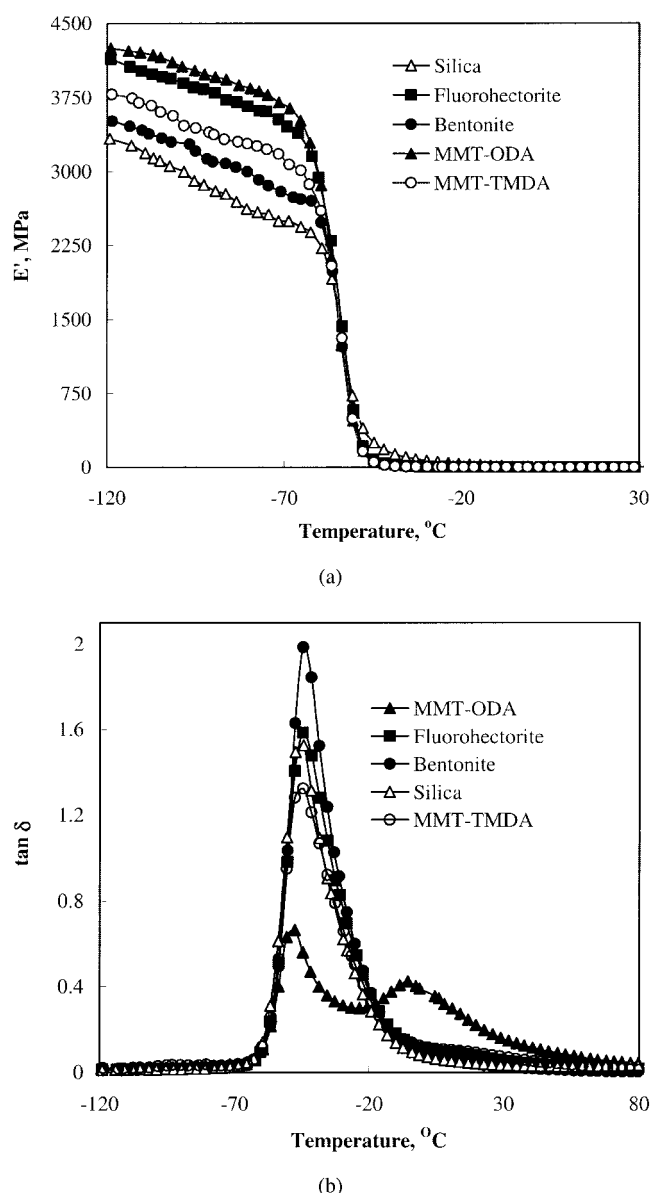 4500
3750
3000
2250
1500
750
0
E', MPa
Silica
Fluorohectorite
Bentonite
MMT-ODA
MMT-TMDA
-120 -70 -20 30
Temperature, °C
(a)
2
1.6
1.2
0.8
0.4
0
tan δ
MMT-ODA
Fluorohectorite
Bentonite
Silica
MMT-TMDA
-120 -70 -20 30 80
Temperature, °C
(b)